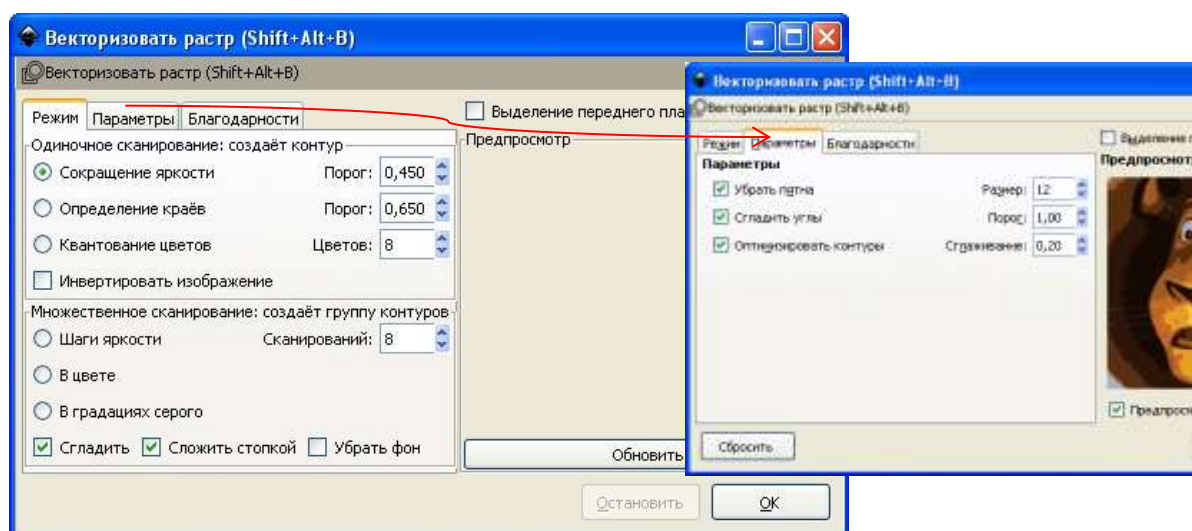 Векторизовать растр (Shift+Alt+B)
Векторизовать растр (Shift+Alt+B)
Режим Параметры Благодарности
Выделение переднего пла
Одиночное сканирование: создаёт контур
Предпросмотр
Сокращение яркости Порог: 0,450
Определение краёв Порог: 0,650
Квантование цветов Цветов: 8
Инвертировать изображение
Множественное сканирование: создаёт группу контуров
Шаги яркости Сканирований: 8
В цвете
В градациях серого
Сгладить Сложить стопкой Убрать фон
Обновить
Остановить OK
Векторизовать растр (Shift+Alt+B)
Векторизовать растр (Shift+Alt+B)
Режим Параметры Благодарности
Выделение
Параметры
Предпросмотр
Убрать пятна Размер: 12
Сгладить углы Порог: 1,00
Оптимизировать контуры Сглаживание: 0,20
Предпросм
Сбросить